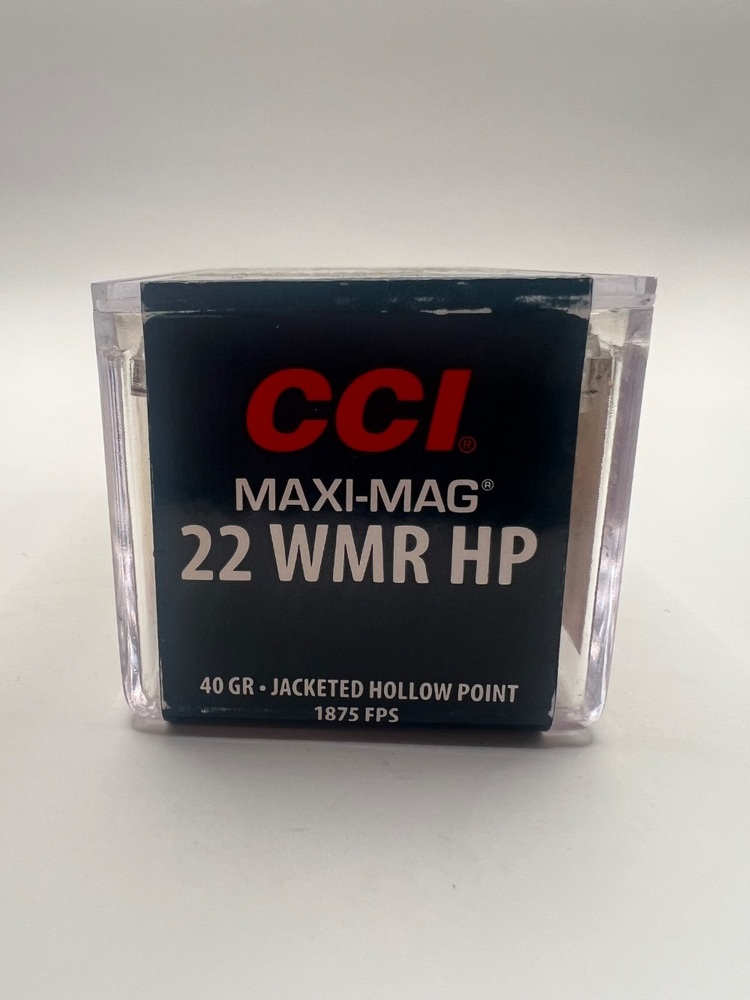 CCI®
MAXI-MAG®
22 WMR HP
40 GR • JACKETED HOLLOW POINT
1875 FPS